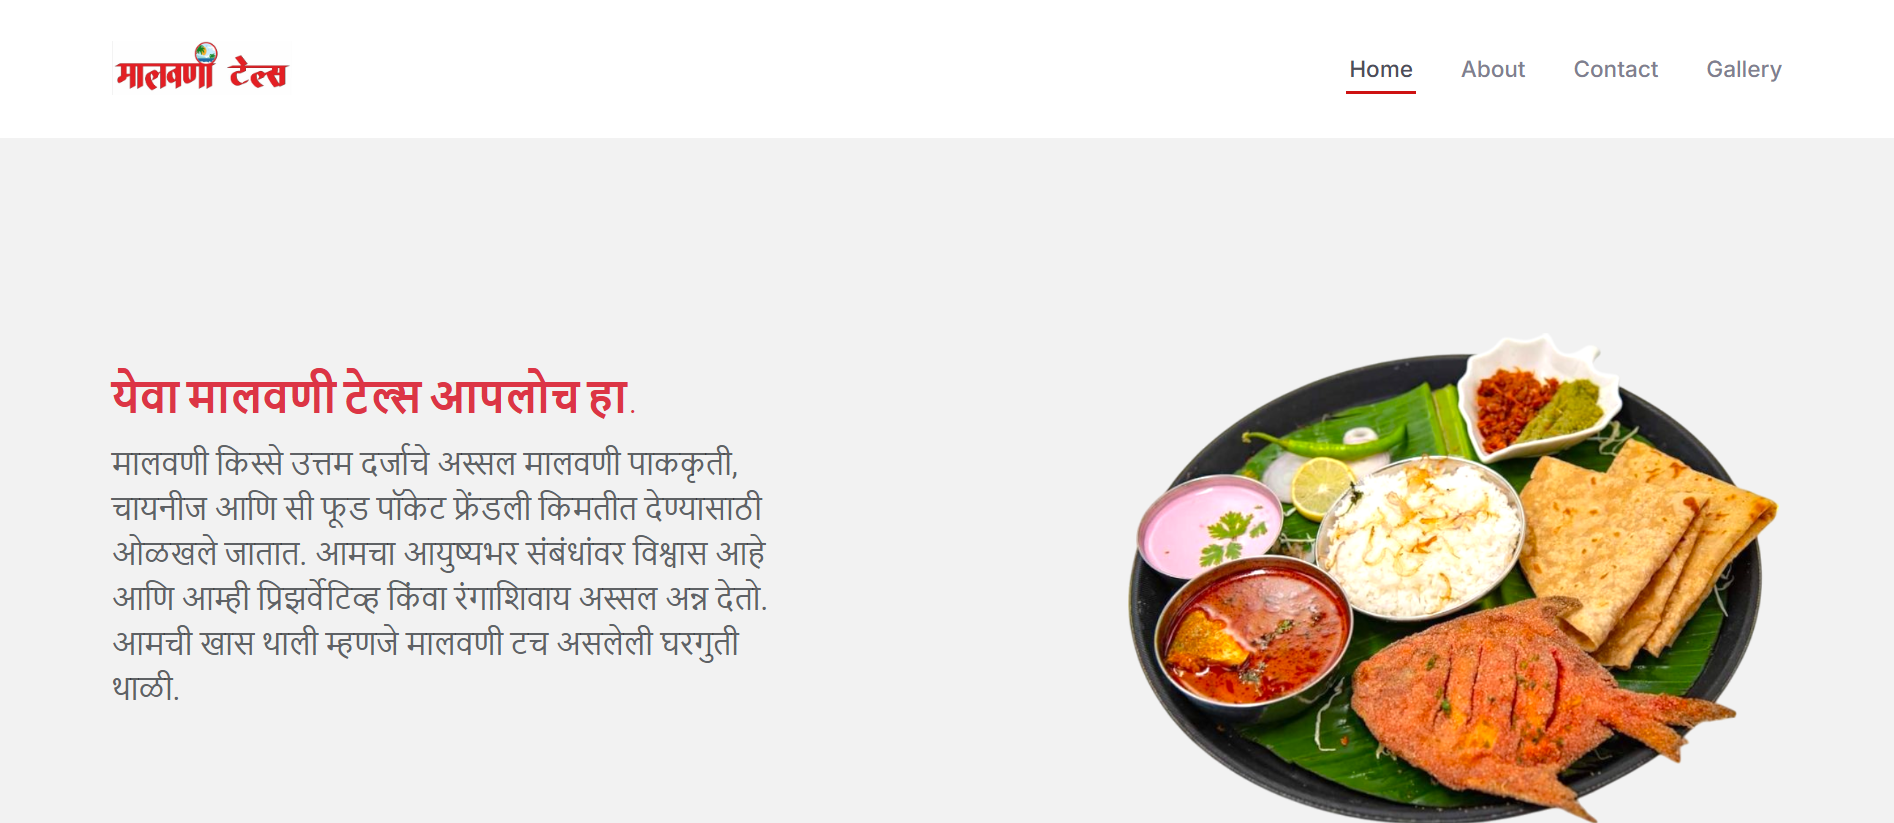 मालवणी टेल्स
Home About Contact Gallery
येवा मालवणी टेल्स आपलोच हा.
मालवणी किस्से उत्तम दर्जाचे अस्सल मालवणी पाककृती,
चायनीज आणि सी फूड पॉकेट फ्रेंडली किमतीत देण्यासाठी
ओळखले जातात. आमचा आयुष्यभर संबंधांवर विश्वास आहे
आणि आम्ही प्रिझर्वेटिव्ह किंवा रंगाशिवाय अस्सल अन्न देतो.
आमची खास थाली म्हणजे मालवणी टच असलेली घरगुती
थाळी.